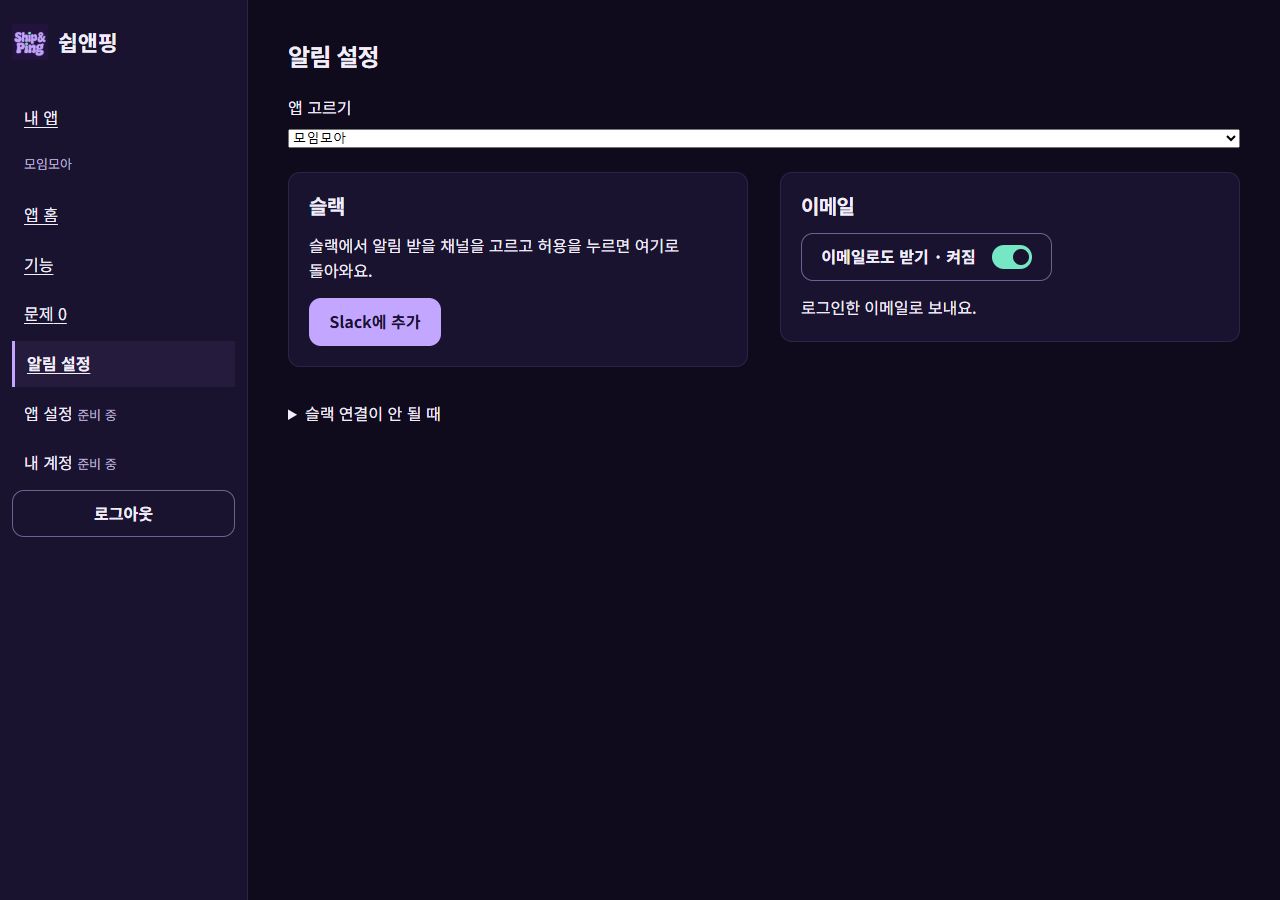 Ship&
Ping
쉽앤핑
내 앱
모임모아
앱 홈
기능
문제 0
알림 설정
앱 설정 준비 중
내 계정 준비 중
로그아웃
알림 설정
앱 고르기
모임모아
슬랙
슬랙에서 알림 받을 채널을 고르고 허용을 누르면 여기로
돌아와요.
Slack에 추가
이메일
이메일로도 받기 · 켜짐
로그인한 이메일로 보내요.
슬랙 연결이 안 될 때